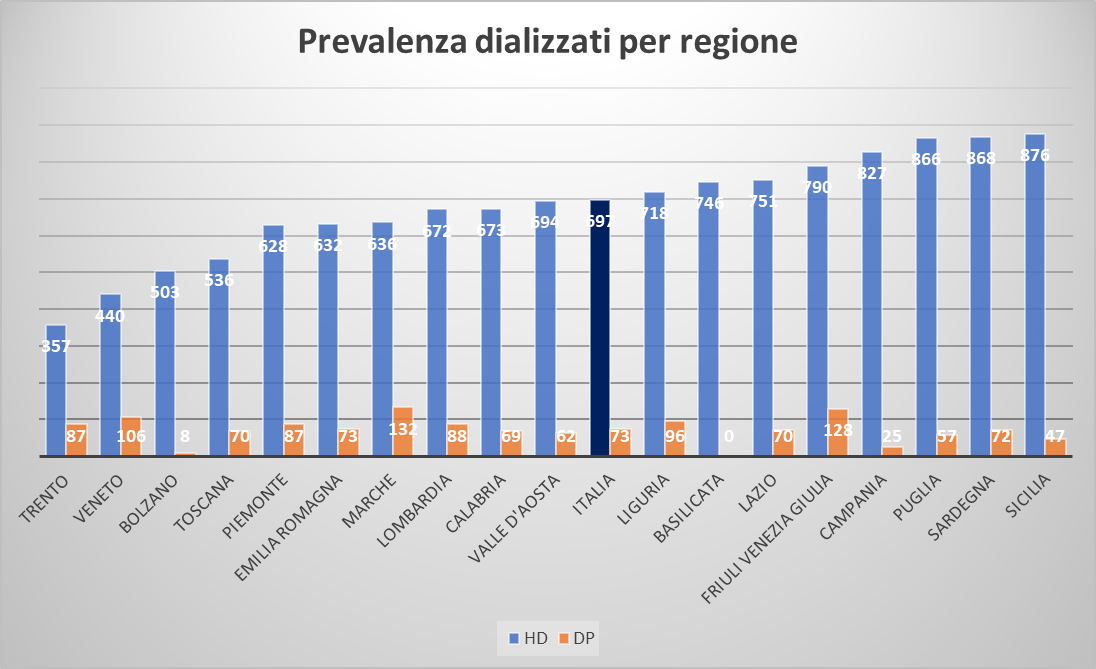 Prevalenza dializzati per regione
357 440 503 536 628 632 636 672 673 694 697 718 746 751 790 827 866 868 876
87 106 8 70 87 73 132 88 69 62 73 96 0 70 128 25 57 72 47
TRENTO
VENETO
BOLZANO
TOSCANA
PIEMONTE
EMILIA ROMAGNA
MARCHE
LOMBARDIA
CALABRIA
VALLE D'AOSTA
ITALIA
LIGURIA
BASILICATA
LAZIO
FRIULI VENEZIA GIULIA
CAMPANIA
PUGLIA
SARDEGNA
SICILIA
HD DP